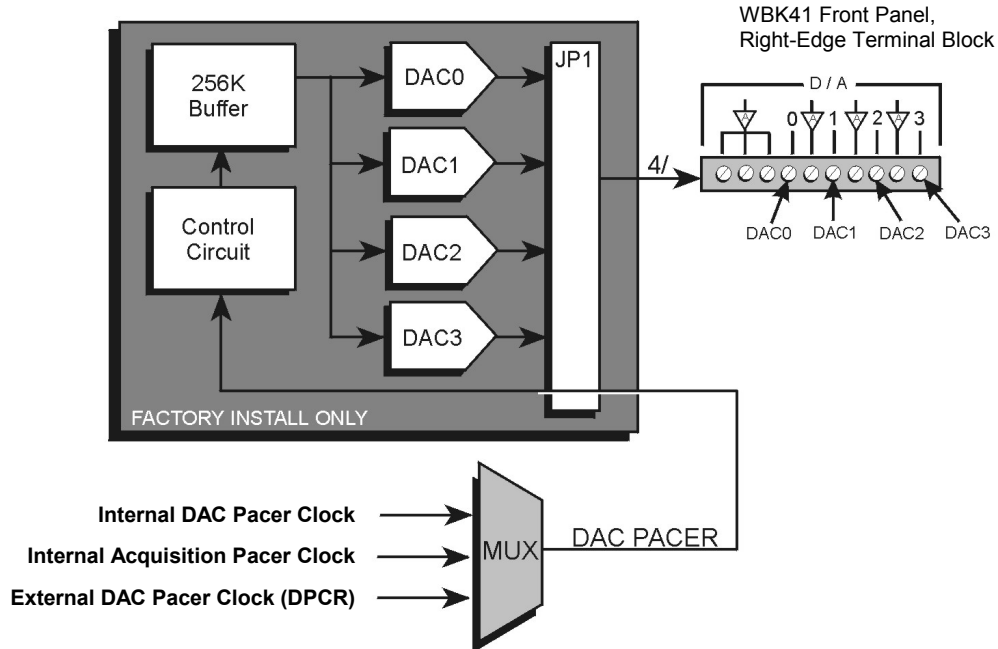 WBK41 Front Panel,
Right-Edge Terminal Block
256K
Buffer
Control
Circuit
DAC0
DAC1
DAC2
DAC3
JP1
4/
D / A
A
0
A
1
A
2
A
3
DAC0
DAC1
DAC2
DAC3
FACTORY INSTALL ONLY
Internal DAC Pacer Clock
Internal Acquisition Pacer Clock
External DAC Pacer Clock (DPCR)
MUX
DAC PACER